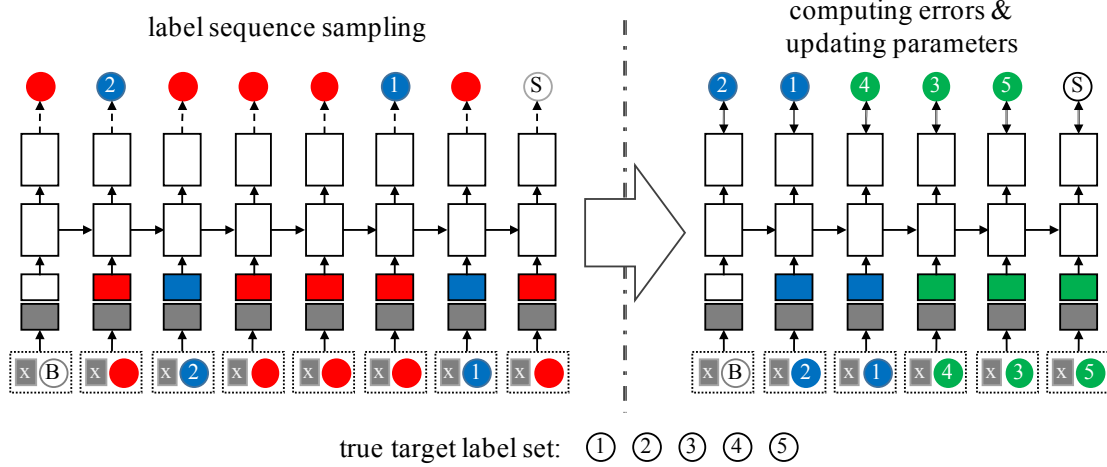 label sequence sampling
computing errors &
updating parameters
2 1 S
2 1 4 3 5 S
x B x x 2 x x x x 1 x
x B x 2 x 1 x 4 x 3 x 5
true target label set: 1 2 3 4 5